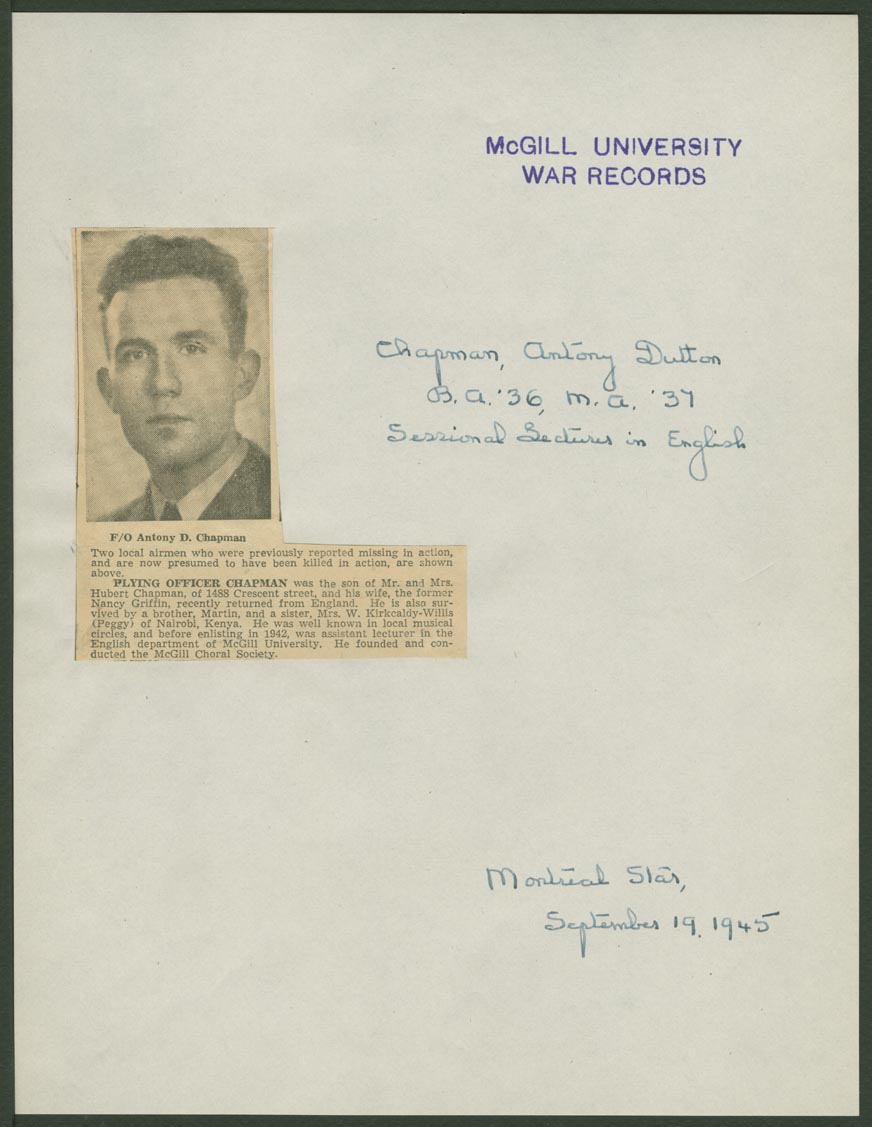 McGILL UNIVERSITY
WAR RECORDS
Chapman, Antony Dutton
B.A. '36, M.A. '37
Sessional Lectures in English
F/O Antony D. Chapman
Two local airmen who were previously reported missing in action,
and are now presumed to have been killed in action, are shown
above.
PLYING OFFICER CHAPMAN was the son of Mr. and Mrs.
Hubert Chapman, of 1488 Crescent street, and his wife, the former
Nancy Griffin, recently returned from England. He is also sur-
vived by a brother, Martin, and a sister, Mrs. W. Kirkcaldy-Willis
(Peggy) of Nairobi, Kenya. He was well known in local musical
circles, and before enlisting in 1942, was assistant lecturer in the
English department of McGill University. He founded and con-
ducted the McGill Choral Society.
Montreal Star,
September 19, 1945